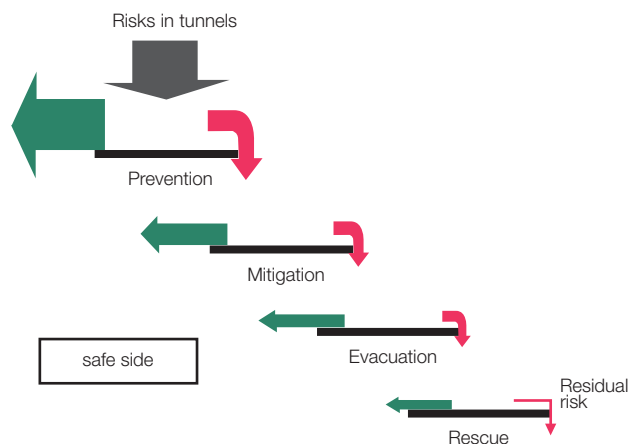 Risks in tunnels
Prevention
Mitigation
Evacuation
safe side
Residual
risk
Rescue